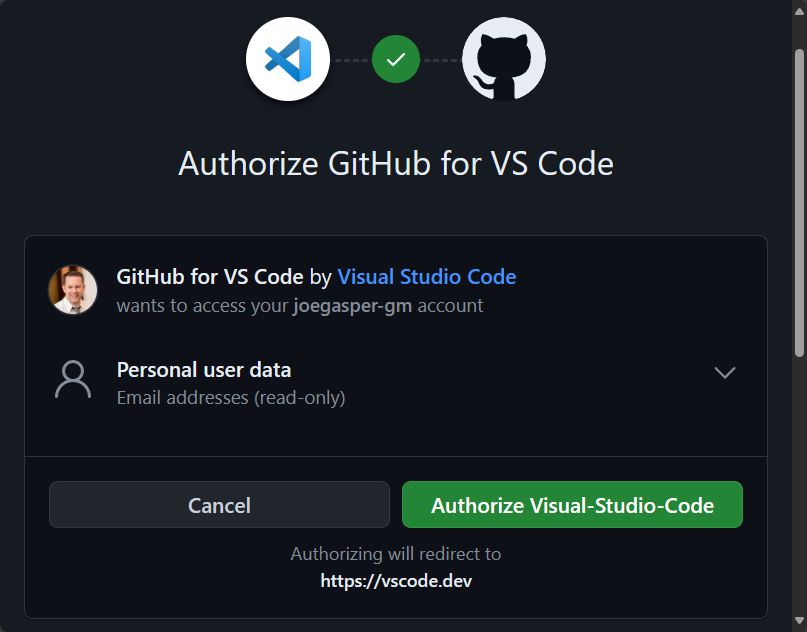 Authorize GitHub for VS Code
GitHub for VS Code by Visual Studio Code
wants to access your joegasper-gm account
Personal user data
Email addresses (read-only)
Cancel
Authorize Visual-Studio-Code
Authorizing will redirect to
https://vscode.dev